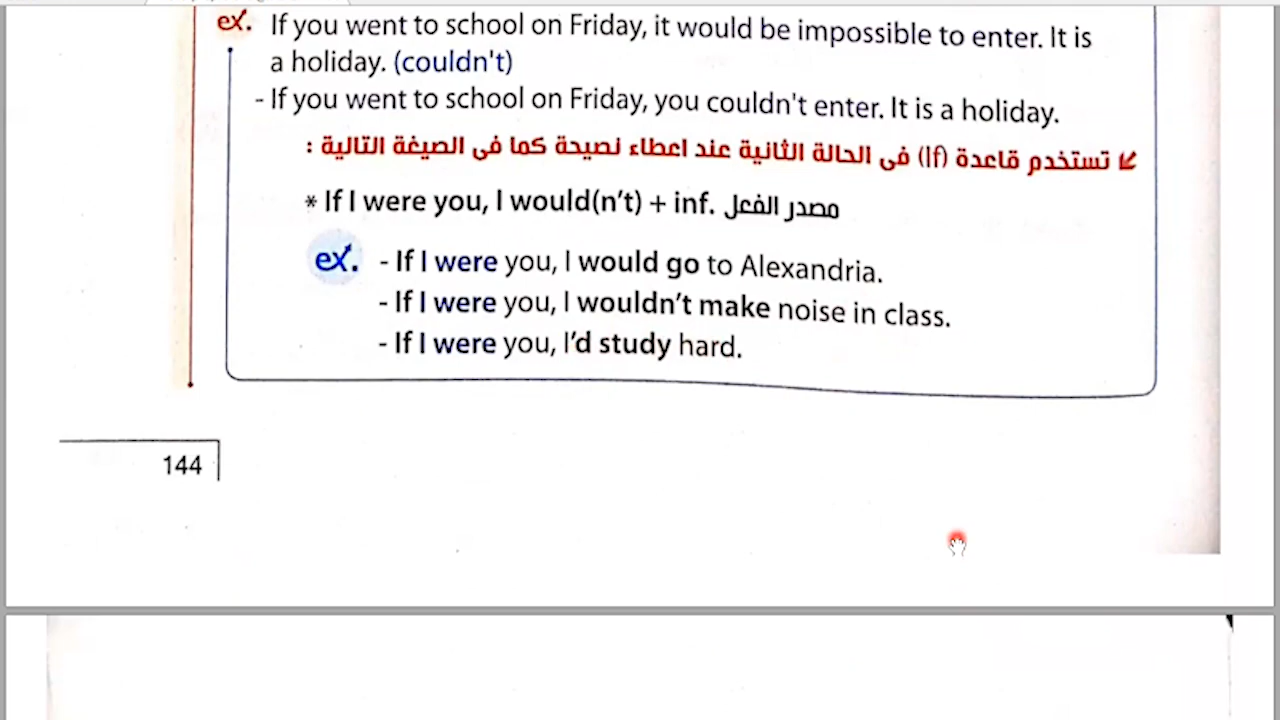 ex. If you went to school on Friday, it would be impossible to enter. It is
a holiday. (couldn't)
- If you went to school on Friday, you couldn't enter. It is a holiday.
تستخدم قاعدة (If) فى الحالة الثانية عند اعطاء نصيحة كما فى الصيغة التالية :
* If I were you, I would(n't) + inf. مصدر الفعل
ex. - If I were you, I would go to Alexandria.
- If I were you, I wouldn't make noise in class.
- If I were you, I'd study hard.
144